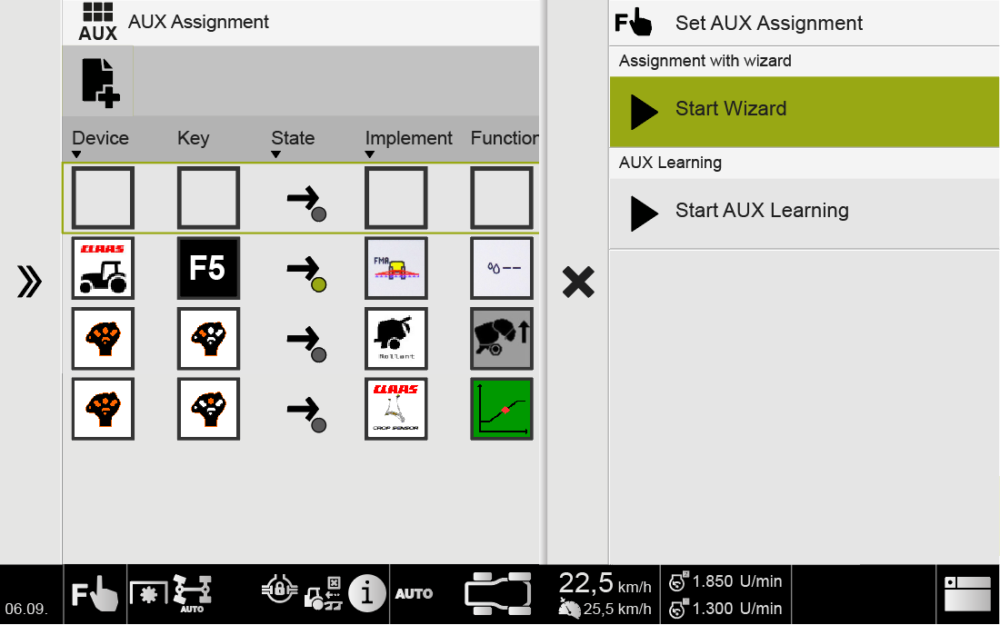 AUX
AUX Assignment
Device Key State Implement Function
CLAAS
F5
FMA
Rollant
CLAAS
CROP SENSOR
F
Set AUX Assignment
Assignment with wizard
Start Wizard
AUX Learning
Start AUX Learning
06.09.
F
AUTO
i
AUTO
22,5 km/h
25,5 km/h
1.850 U/min
2
1.300 U/min